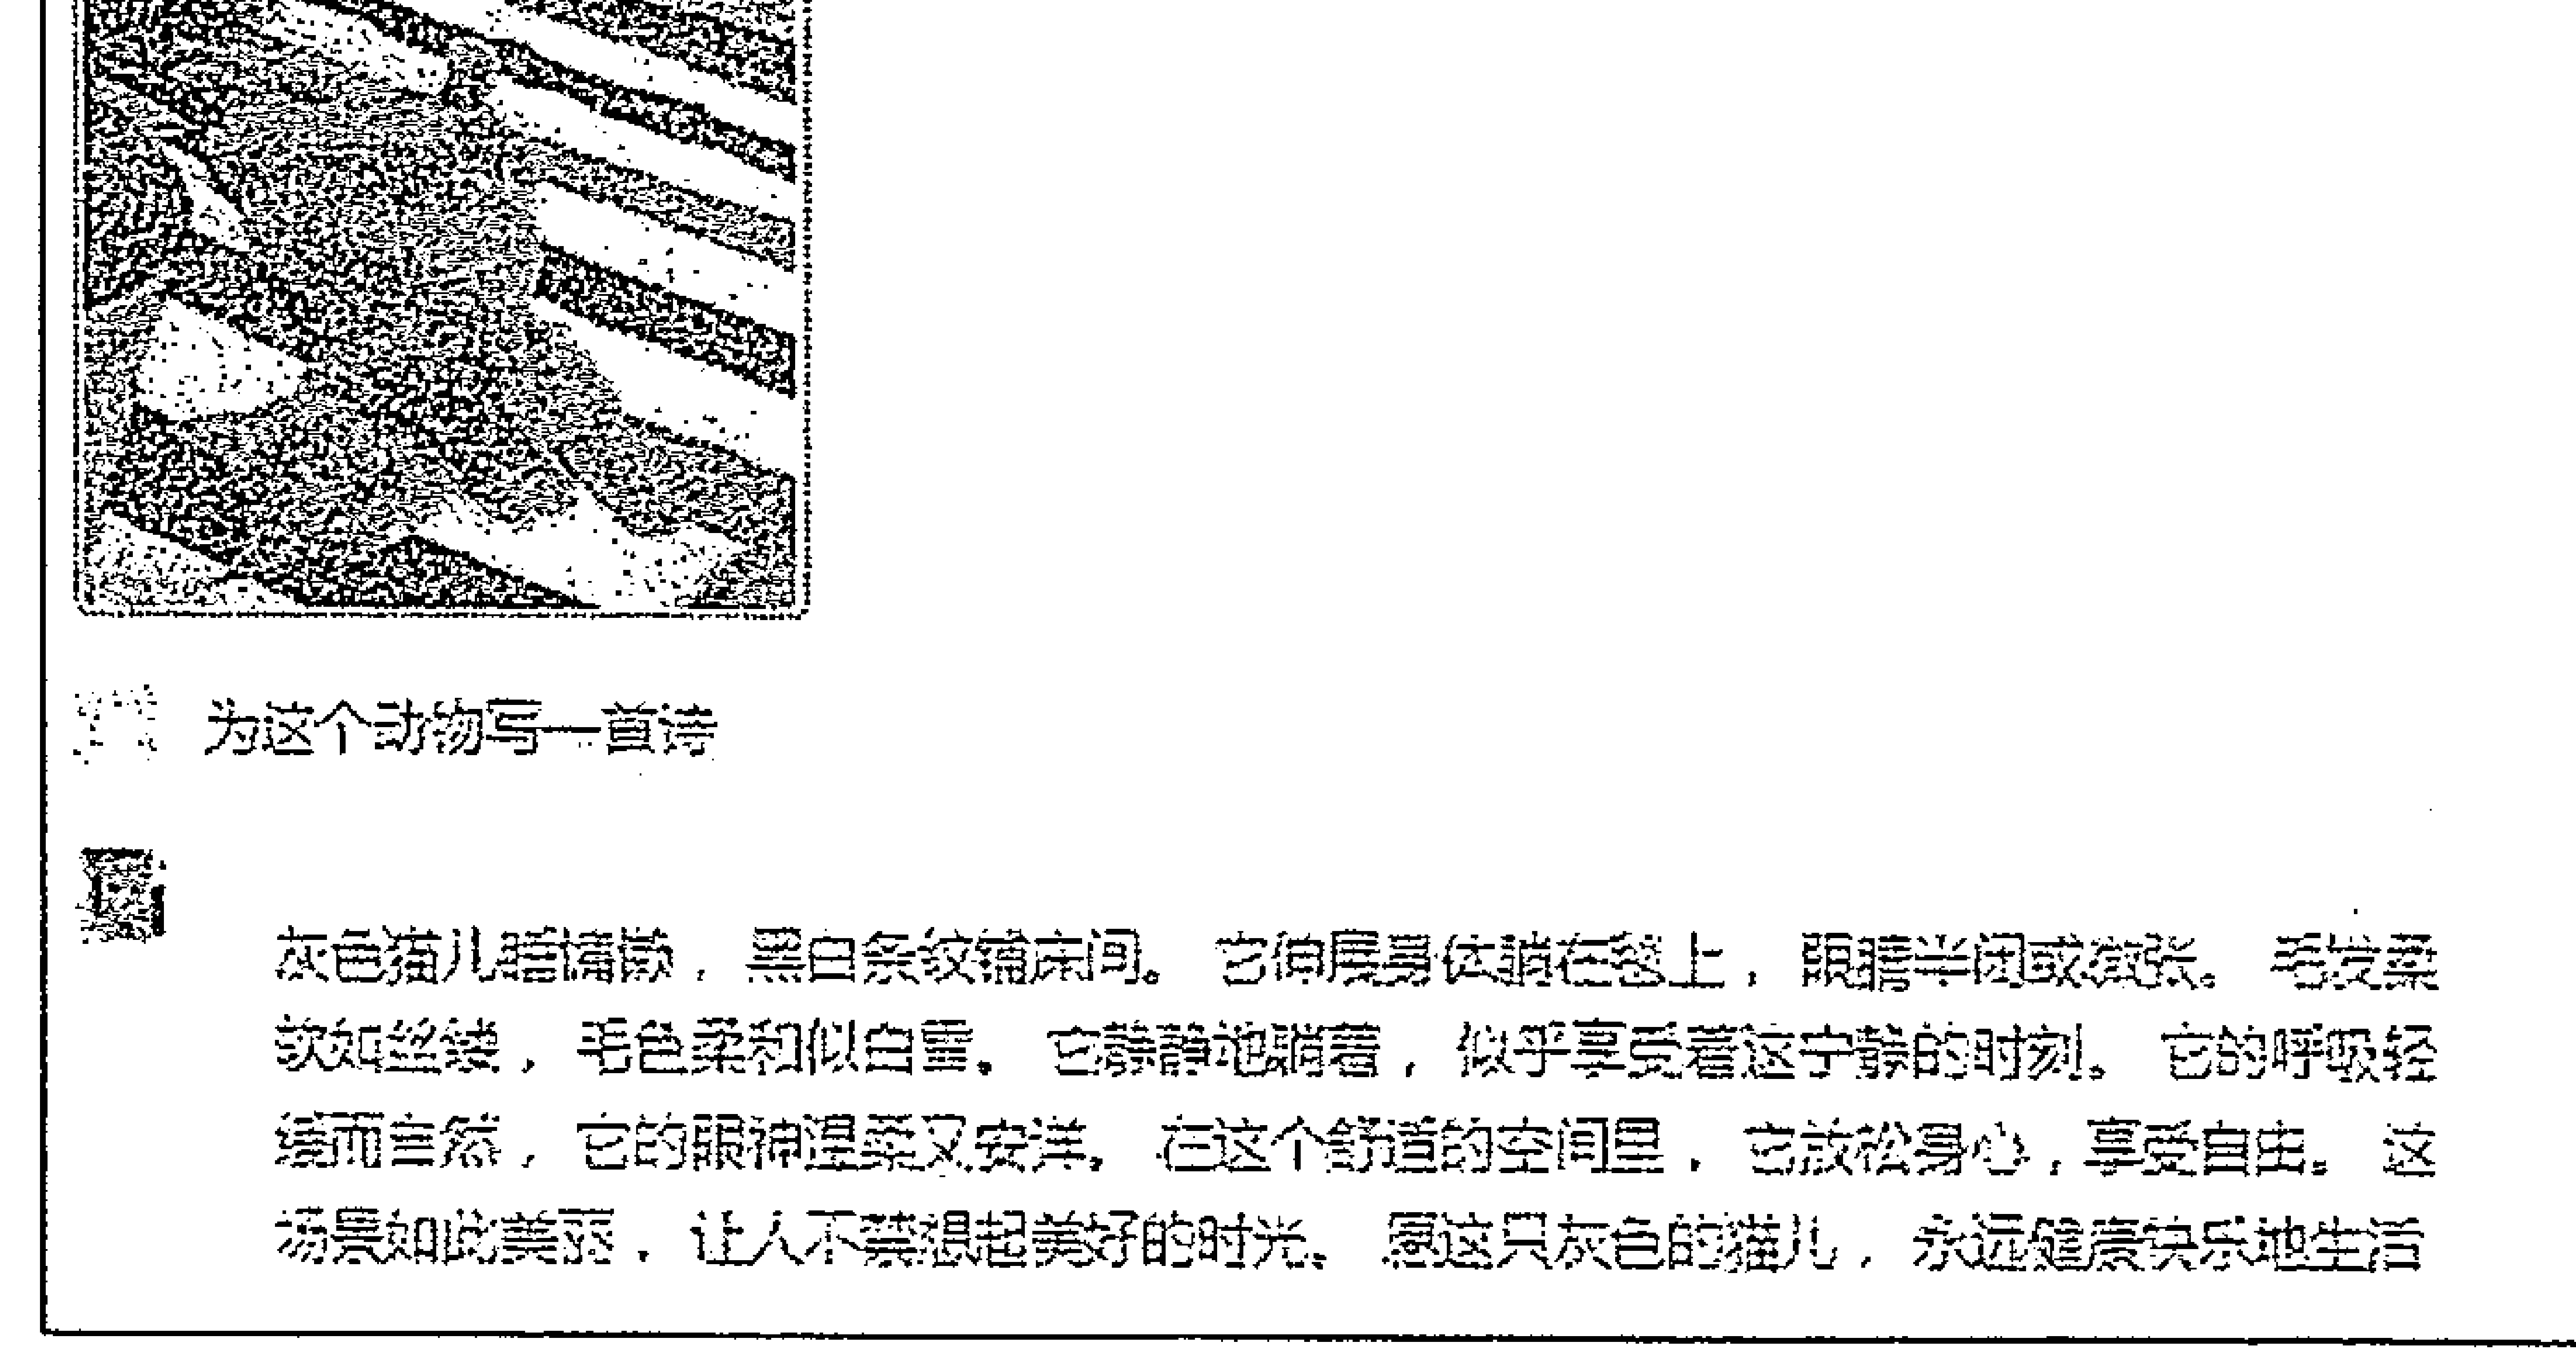 为这个动物写一首诗
灰色猫儿腊慵懒，黑白条纹铺床间。 它伸展身体躺在毯上，眼睛半闭或微张。 毛发柔
软如丝缕，毛色柔和似白雪。 它静静地躺着，似乎享受着这宁静的时刻。 它的呼吸轻
缓而自然，它的眼神温柔又安详。 在这个舒适的空间里，它放松身心，享受自由。 这
场景如此美丽，让人不禁想起美好的时光。 愿这只灰色的猫儿，永远健康快乐地生活